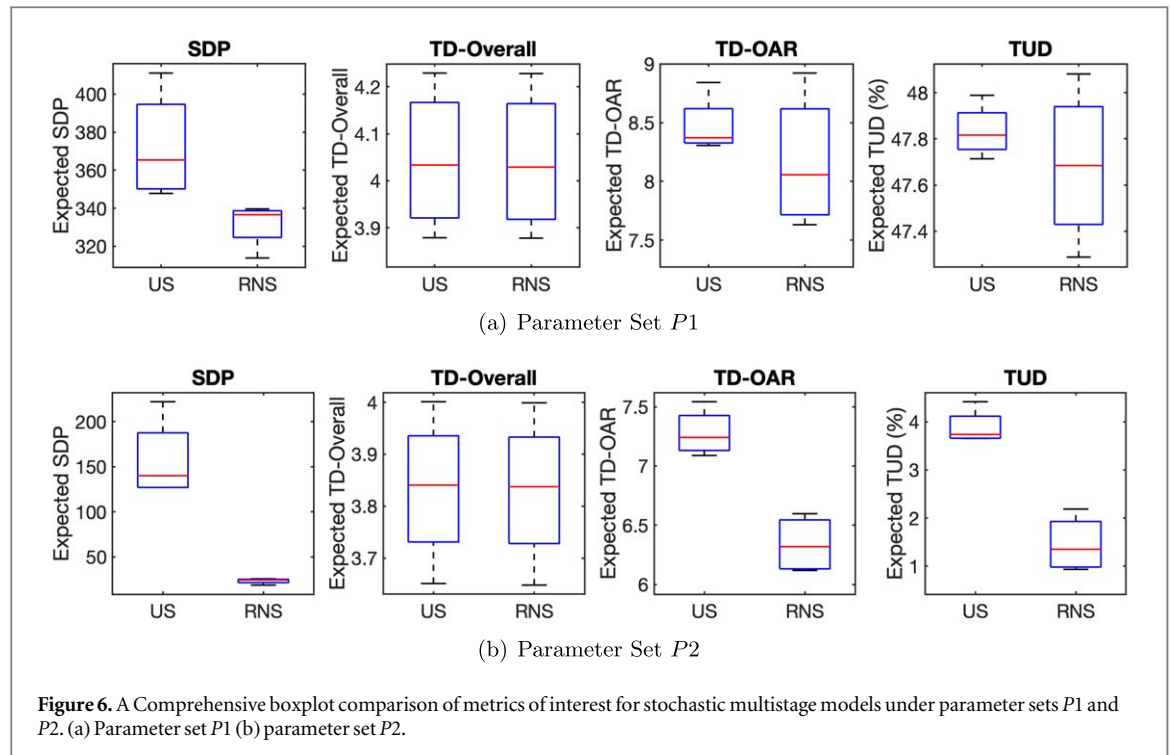 SDP TD-Overall TD-OAR TUD
Expected SDP
400
380
360
340
320
US RNS
Expected TD-Overall
4.2
4.1
4
3.9
US RNS
Expected TD-OAR
9
8.5
8
7.5
US RNS
Expected TUD (%)
48
47.8
47.6
47.4
US RNS
(a) Parameter Set P1
SDP TD-Overall TD-OAR TUD
Expected SDP
200
150
100
50
US RNS
Expected TD-Overall
4
3.9
3.8
3.7
US RNS
Expected TD-OAR
7.5
7
6.5
6
US RNS
Expected TUD (%)
4
3
2
1
US RNS
(b) Parameter Set P2
Figure 6. A Comprehensive boxplot comparison of metrics of interest for stochastic multistage models under parameter sets P1 and
P2. (a) Parameter set P1 (b) parameter set P2.